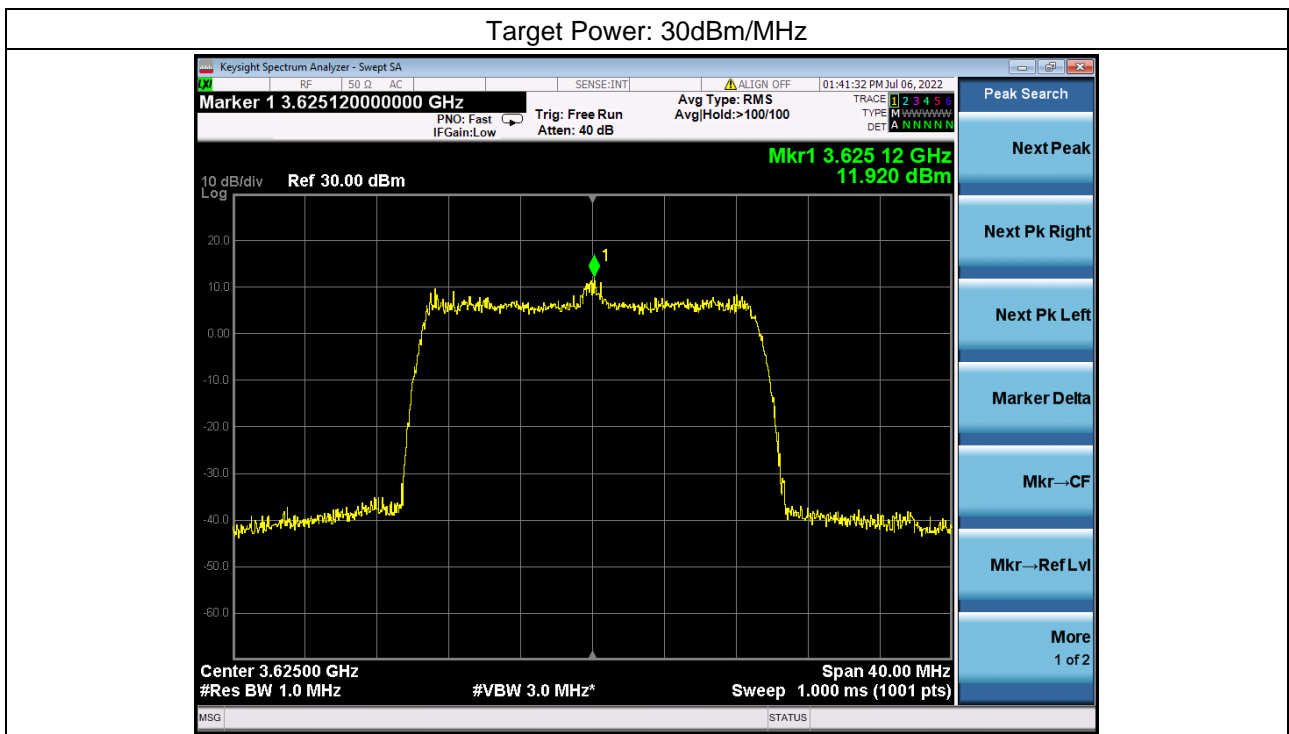 Target Power: 30dBm/MHz
Keysight Spectrum Analyzer - Swept SA
LXI RF 50 Ω AC SENSE:INT ALIGN OFF 01:41:32 PM Jul 06, 2022
Marker 1 3.625120000000 GHz
PNO: Fast
IFGain:Low
Trig: Free Run
Atten: 40 dB
Avg Type: RMS
Avg|Hold:>100/100
TRACE 1 2 3 4 5 6
TYPE M WWWWW
DET A N N N N N
Mkr1 3.625 12 GHz
11.920 dBm
10 dB/div Ref 30.00 dBm
Log
20.0
10.0
0.00
-10.0
-20.0
-30.0
-40.0
-50.0
-60.0
1
Center 3.62500 GHz Span 40.00 MHz
#Res BW 1.0 MHz #VBW 3.0 MHz* Sweep 1.000 ms (1001 pts)
MSG STATUS
Peak Search
Next Peak
Next Pk Right
Next Pk Left
Marker Delta
Mkr→CF
Mkr→Ref Lvl
More
1 of 2